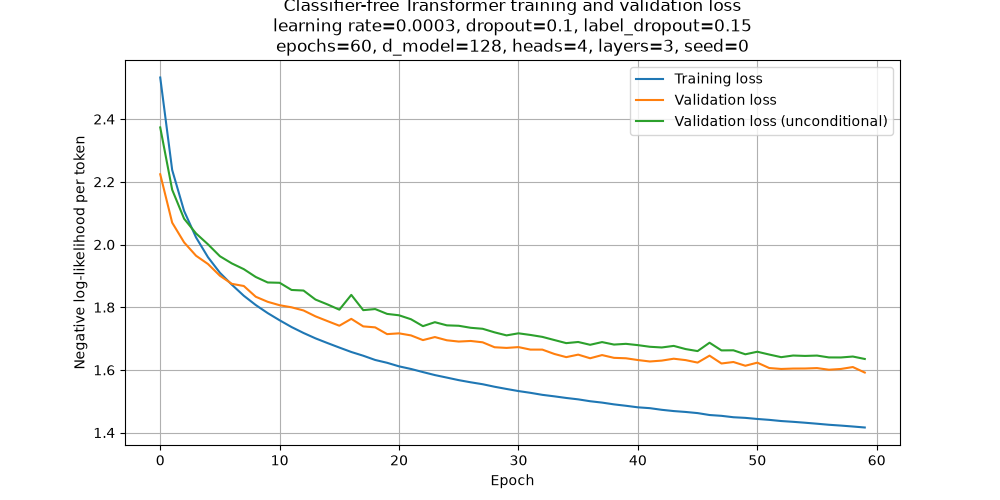 Classifier-free Transformer training and validation loss
learning rate=0.0003, dropout=0.1, label_dropout=0.15
epochs=60, d_model=128, heads=4, layers=3, seed=0
Training loss
Validation loss
Validation loss (unconditional)
Negative log-likelihood per token
2.4
2.2
2.0
1.8
1.6
1.4
0 10 20 30 40 50 60
Epoch